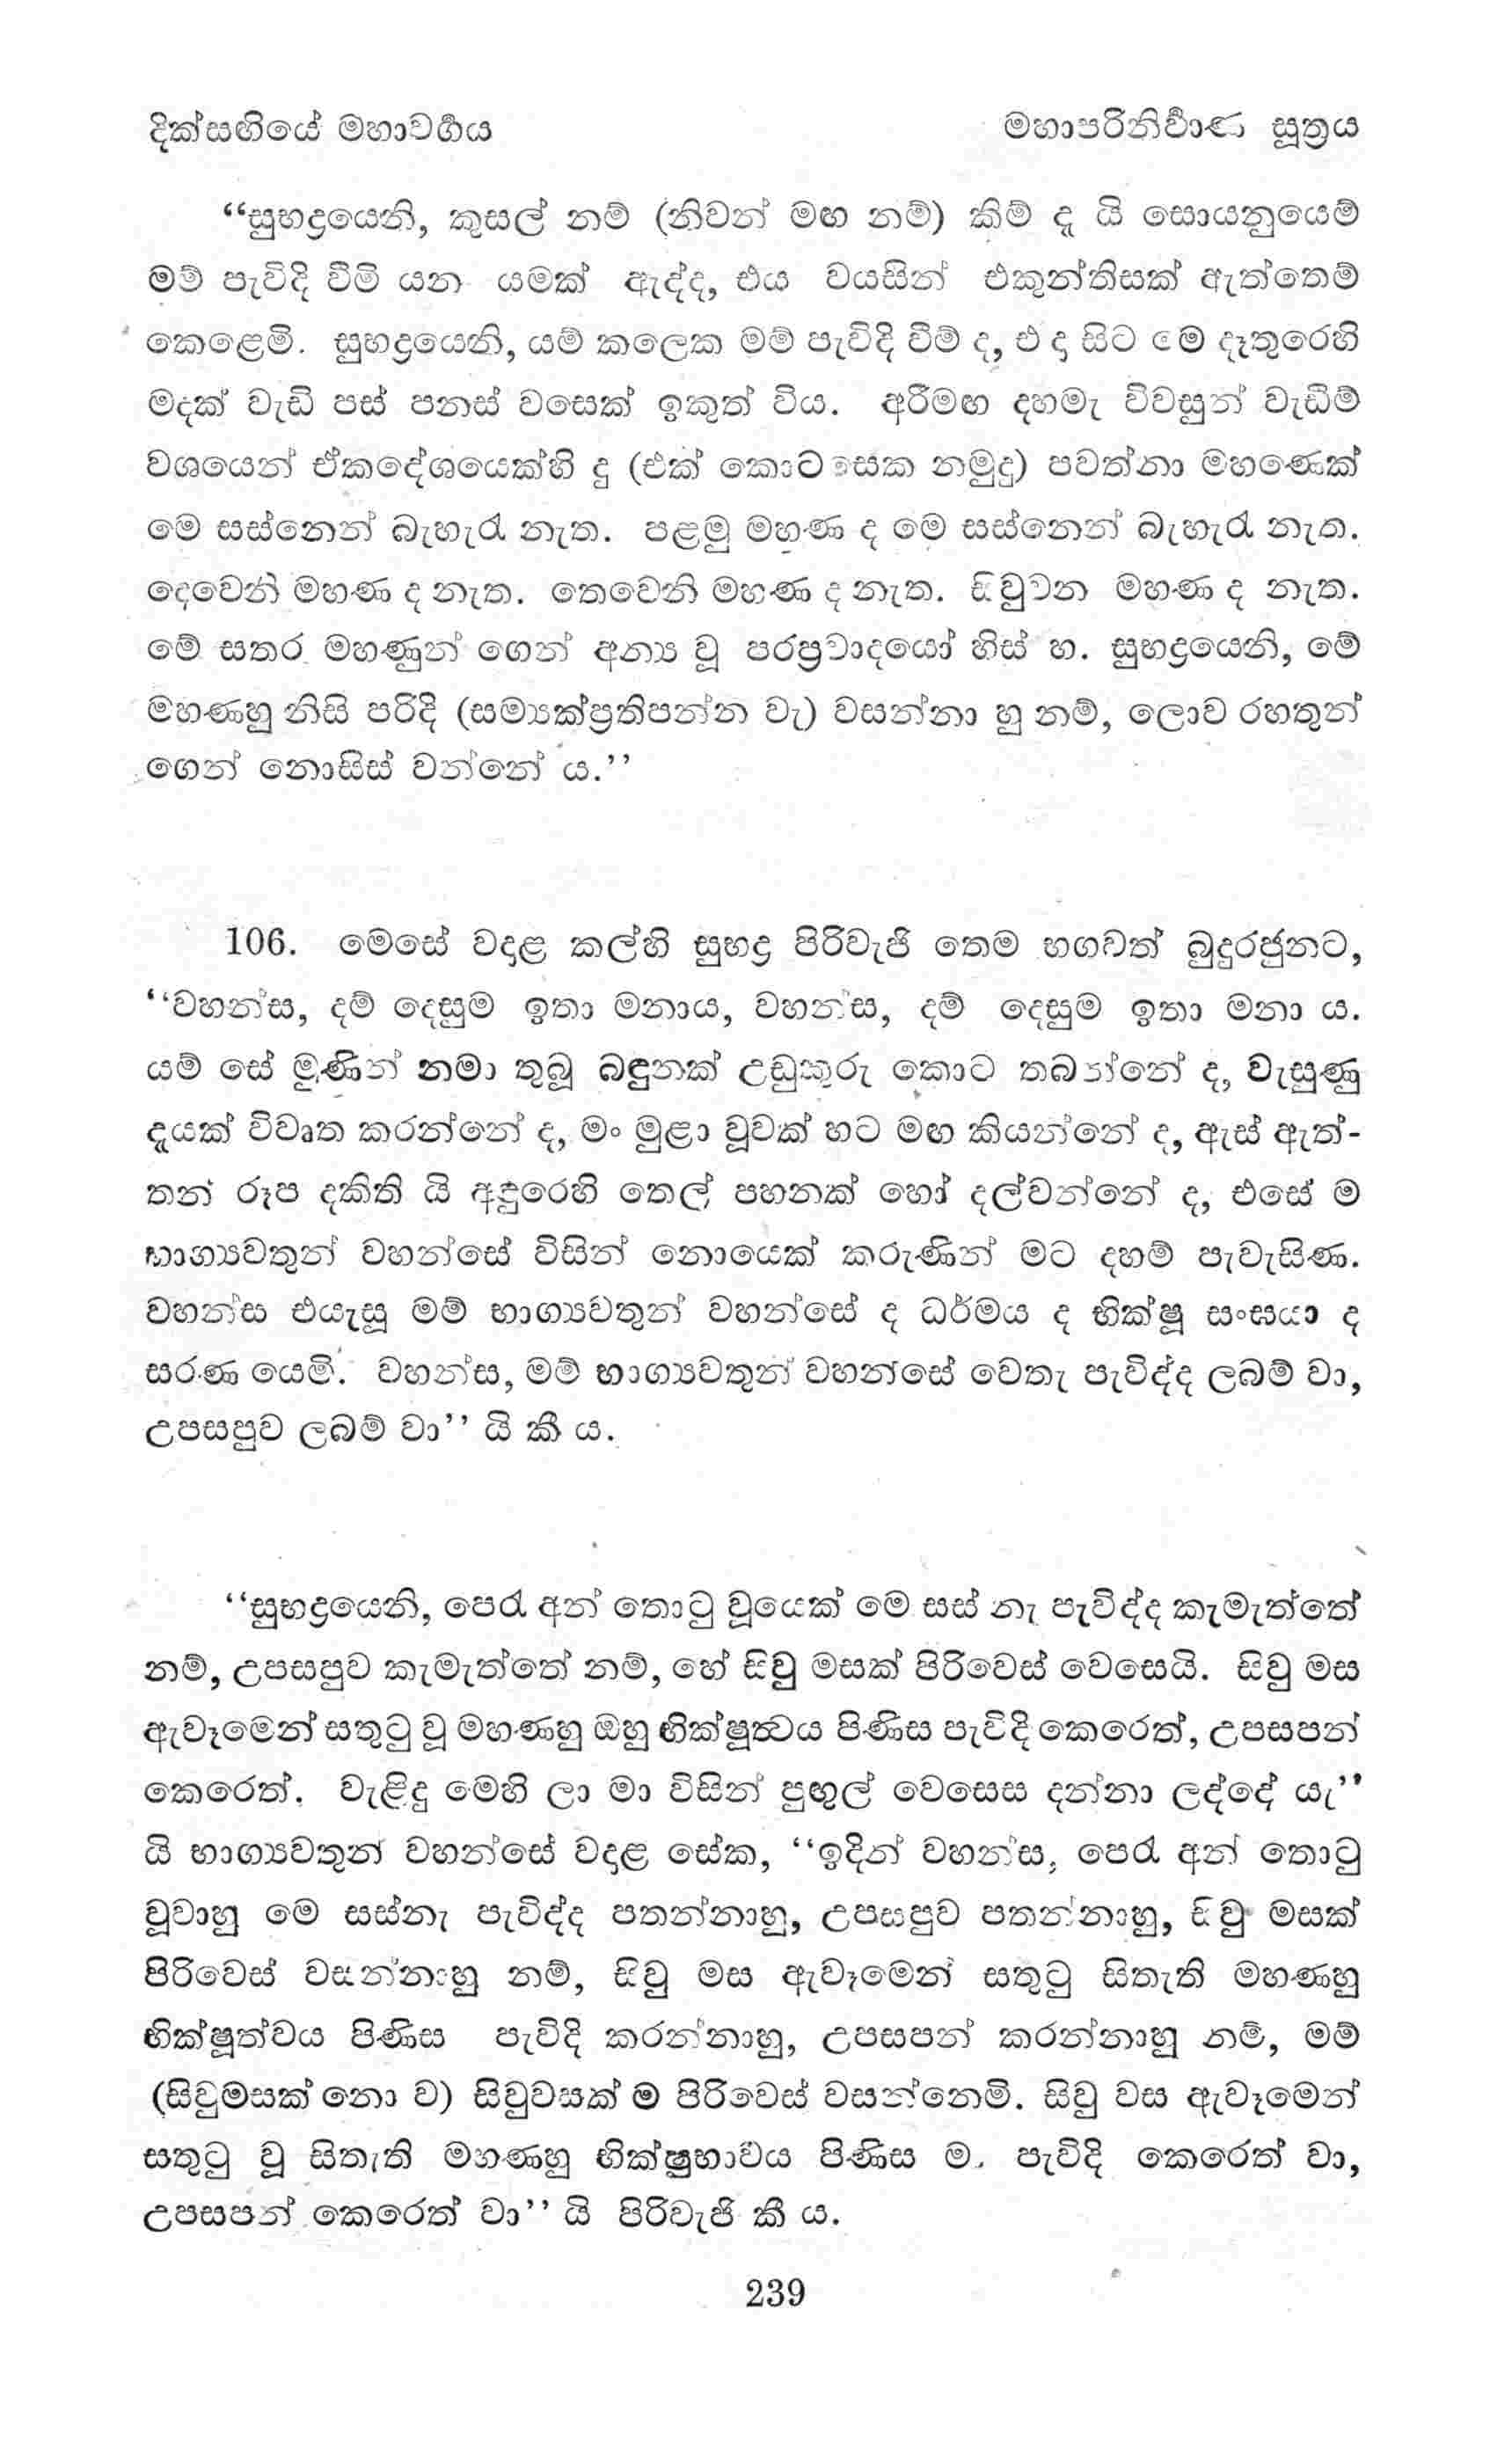 දික්සඟියේ මහාවර්‍ගය
මහාපරිනිර්‍වාණ සූත්‍රය
“සුභද්‍රයෙනි, කුසල් නම් (නිවන් මඟ නම්) කිම් ද යි සොයනුයෙම්
මම් පැවිදි වීමි යන යමක් ඇද්ද, එය වයසින් එකුන්තිසක් ඇත්තෙම්
කෙළෙමි. සුභද්‍රයෙනි, යම් කලෙක මම් පැවිදි වීම් ද, එ ද සිට මෙ දෑතුරෙහි
මදක් වැඩි පස් පනස් වසෙක් ඉකුත් විය. අරීමඟ දහමැ විවසුන් වැඩීම්
වශයෙන් ඒකදේශයෙක්හි දු (එක් කොටසෙක නමුදු) පවත්නා මහණෙක්
මෙ සස්නෙන් බැහැරැ නැත. පළමු මහණ ද මෙ සස්නෙන් බැහැරැ නැත.
දෙවෙනි මහණ ද නැත. තෙවෙනි මහණ ද නැත. සිවුවන මහණ ද නැත.
මේ සතර මහණුන් ගෙන් අන්‍ය වූ පරප්‍රවාදයෝ හිස් හ. සුභද්‍රයෙනි, මේ
මහණහු නිසි පරිදි (සම්‍යක්ප්‍රතිපන්න වැ) වසන්නා හු නම්, ලොව රහතුන්
ගෙන් නොසිස් වන්නේ ය.’’
106. මෙසේ වදාළ කල්හි සුභද්‍ර පිරිවැජි තෙම භගවත් බුදුරජුනට,
‘‘වහන්ස, දම් දෙසුම ඉතා මනාය, වහන්ස, දම් දෙසුම ඉතා මනා ය.
යම් සේ මුණින් නමා තුබූ බඳුනක් උඩුකුරු කොට තබන්නේ ද, වැසුණු
දැයක් විවෘත කරන්නේ ද, මං මුළා වූවක් හට මඟ කියන්නේ ද, ඇස් ඇත්-
තන් රූප දකිති යි අඳුරෙහි තෙල් පහනක් හෝ දල්වන්නේ ද, එසේ ම
භාග්‍යවතුන් වහන්සේ විසින් නොයෙක් කරුණින් මට දහම් පැවැසිණ.
වහන්ස එයැසූ මම් භාග්‍යවතුන් වහන්සේ ද ධර්මය ද භික්ෂු සංඝයා ද
සරණ යෙමි. වහන්ස, මම් භාග්‍යවතුන් වහන්සේ වෙතැ පැවිද්ද ලබම් වා,
උපසපුව ලබම් වා’’ යි කී ය.
‘‘සුභද්‍රයෙනි, පෙරැ අන් තොටු වූයෙක් මෙ සස් නැ පැවිද්ද කැමැත්තේ
නම්, උපසපුව කැමැත්තේ නම්, හේ සිවු මසක් පිරිවෙස් වෙසෙයි. සිවු මස
ඇවෑමෙන් සතුටු වූ මහණහු ඔහු භික්ෂුත්‍වය පිණිස පැවිදි කෙරෙත්, උපසපන්
කෙරෙත්. වැළිදු මෙහි ලා මා විසින් පුඟුල් වෙසෙස දන්නා ලද්දේ යැ’’
යි භාග්‍යවතුන් වහන්සේ වදාළ සේක, ‘‘ඉදින් වහන්ස, පෙරැ අන් තොටු
වූවාහු මෙ සස්නැ පැවිද්ද පතන්නාහු, උපසපුව පතන්නාහු, සිවු මසක්
පිරිවෙස් වසන්නාහු නම්, සිවු මස ඇවෑමෙන් සතුටු සිතැති මහණහු
භික්ෂුත්වය පිණිස පැවිදි කරන්නාහු, උපසපන් කරන්නාහු නම්, මම්
(සිවුමසක් නො ව) සිවුවසක් ම පිරිවෙස් වසන්නෙමි. සිවු වස ඇවෑමෙන්
සතුටු වූ සිතැති මහණහු භික්ෂුභාවය පිණිස ම පැවිදි කෙරෙත් වා,
උපසපන් කෙරෙත් වා’’ යි පිරිවැජි කී ය.
239